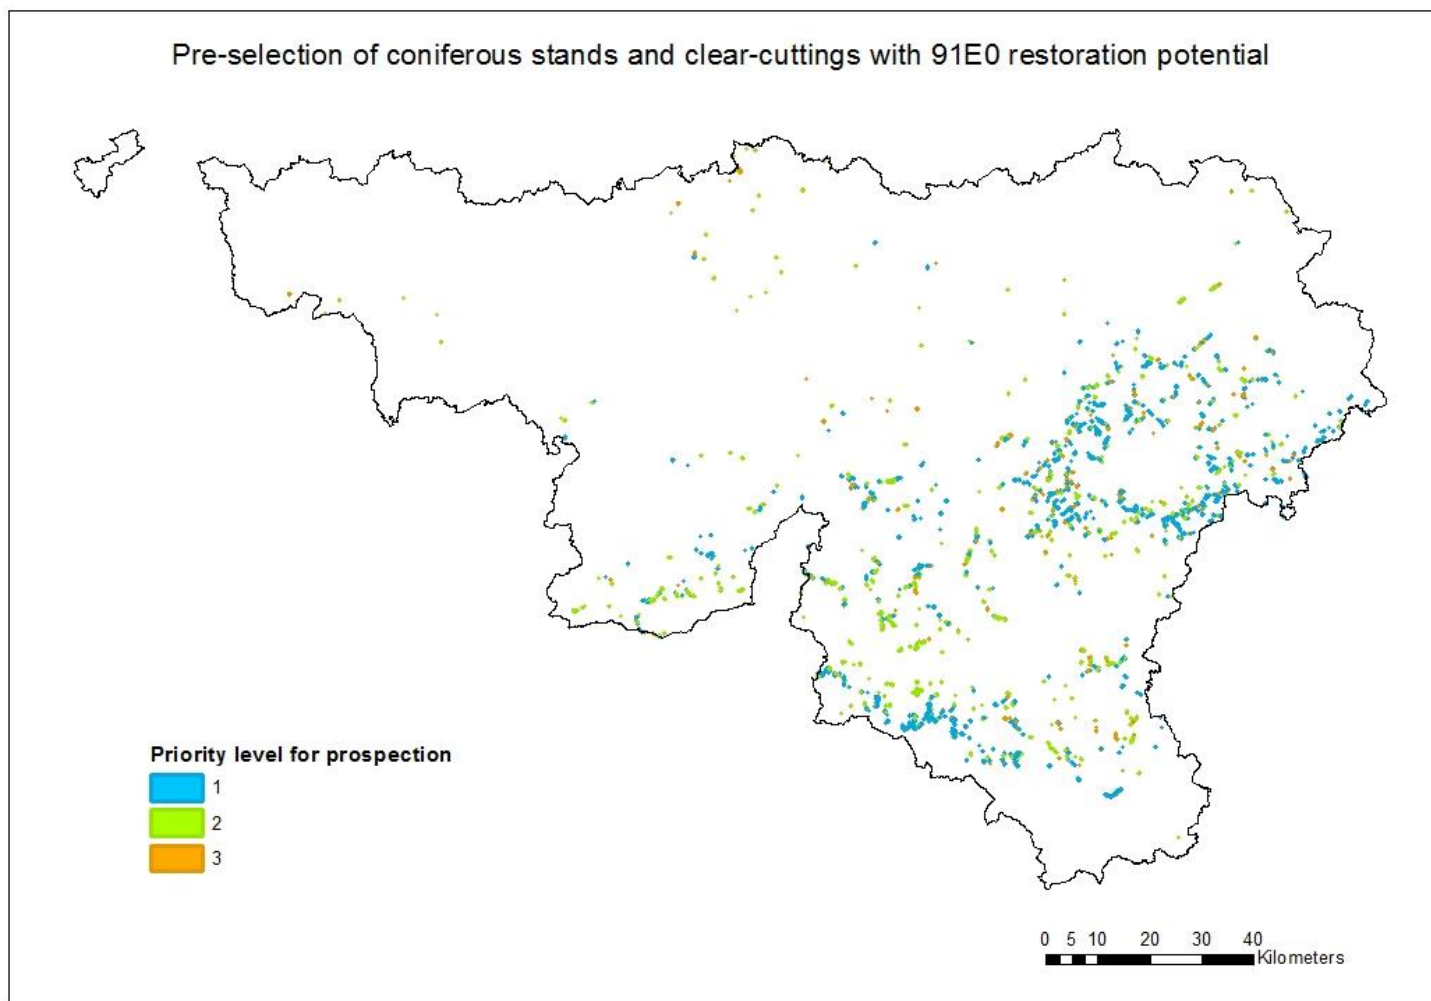 Pre-selection of coniferous stands and clear-cuttings with 91E0 restoration potential
Priority level for prospection
1
2
3
0 5 10 20 30 40
Kilometers